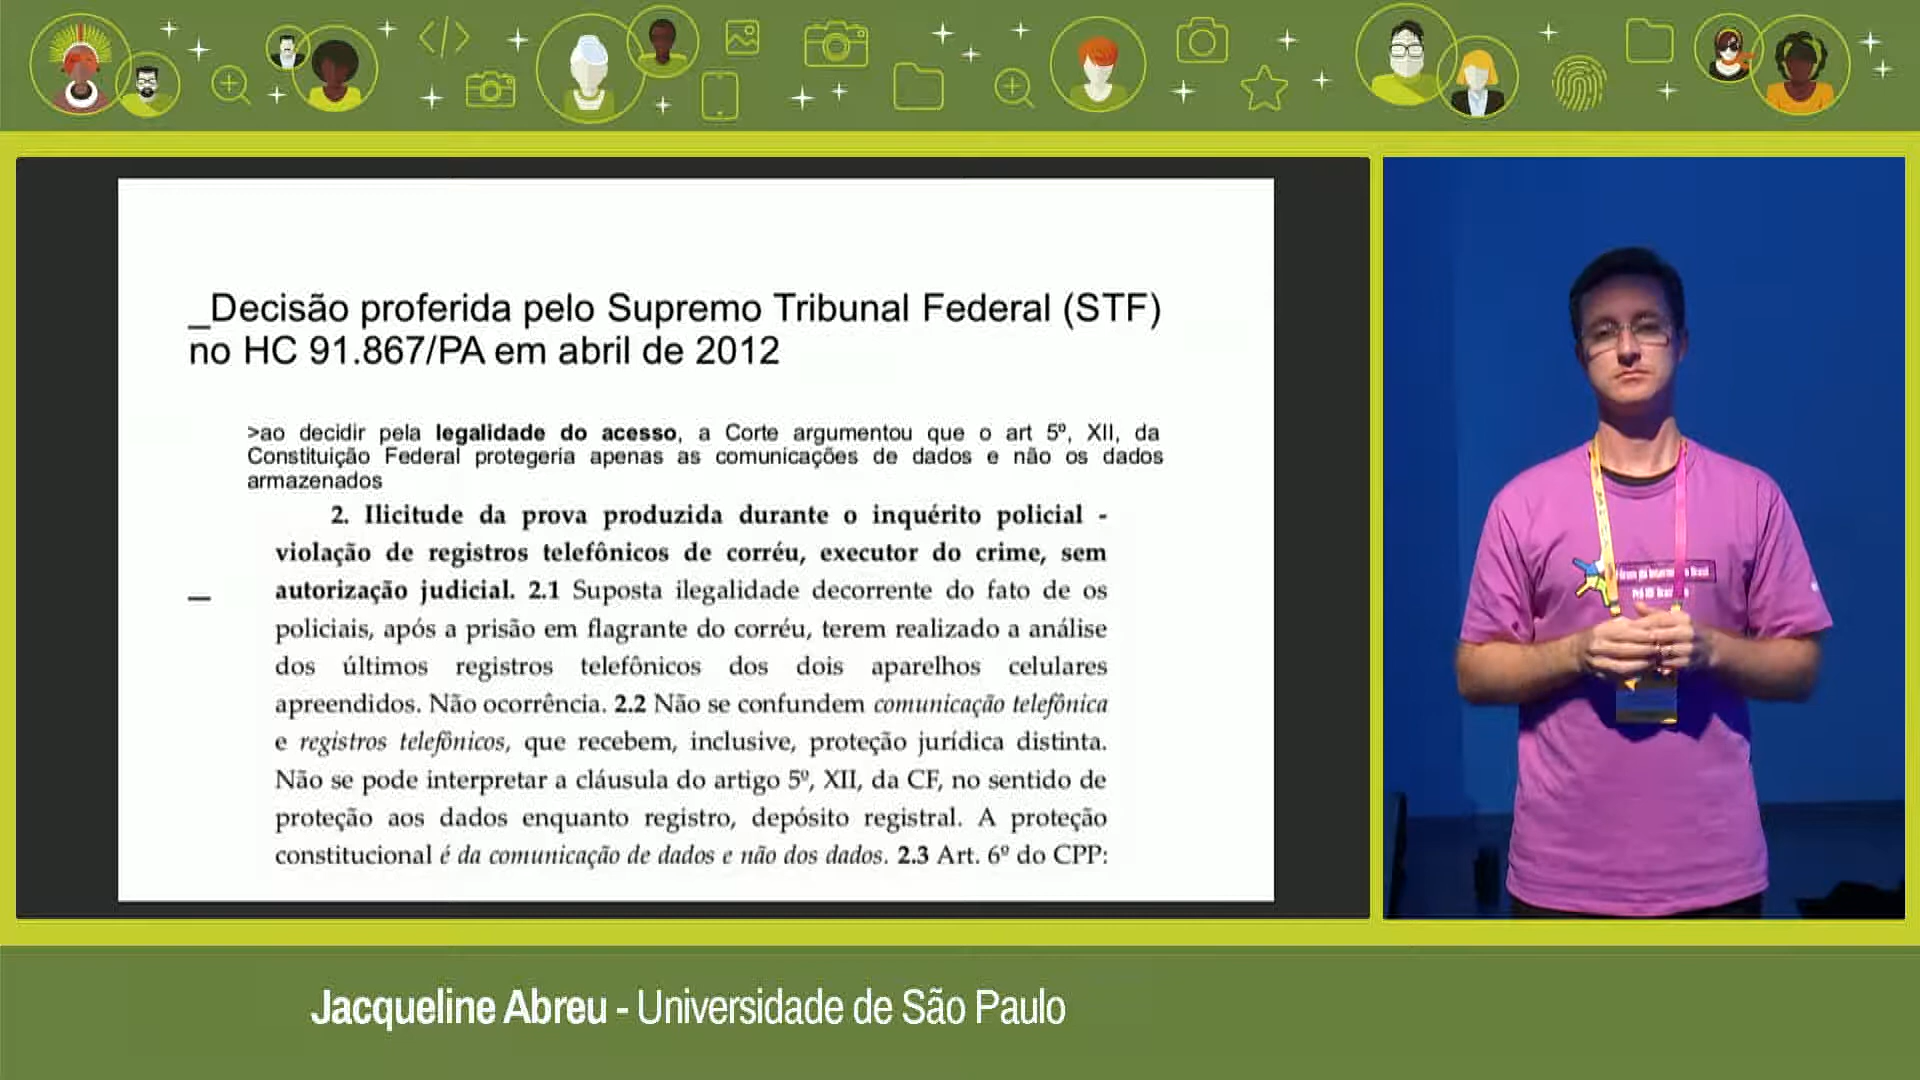 _Decisão proferida pelo Supremo Tribunal Federal (STF)
no HC 91.867/PA em abril de 2012
>ao decidir pela legalidade do acesso, a Corte argumentou que o art 5º, XII, da
Constituição Federal protegeria apenas as comunicações de dados e não os dados
armazenados
2. Ilicitude da prova produzida durante o inquérito policial -
violação de registros telefônicos de corréu, executor do crime, sem
autorização judicial. 2.1 Suposta ilegalidade decorrente do fato de os
policiais, após a prisão em flagrante do corréu, terem realizado a análise
dos últimos registros telefônicos dos dois aparelhos celulares
apreendidos. Não ocorrência. 2.2 Não se confundem comunicação telefônica
e registros telefônicos, que recebem, inclusive, proteção jurídica distinta.
Não se pode interpretar a cláusula do artigo 5º, XII, da CF, no sentido de
proteção aos dados enquanto registro, depósito registral. A proteção
constitucional é da comunicação de dados e não dos dados. 2.3 Art. 6º do CPP:
Jacqueline Abreu - Universidade de São Paulo